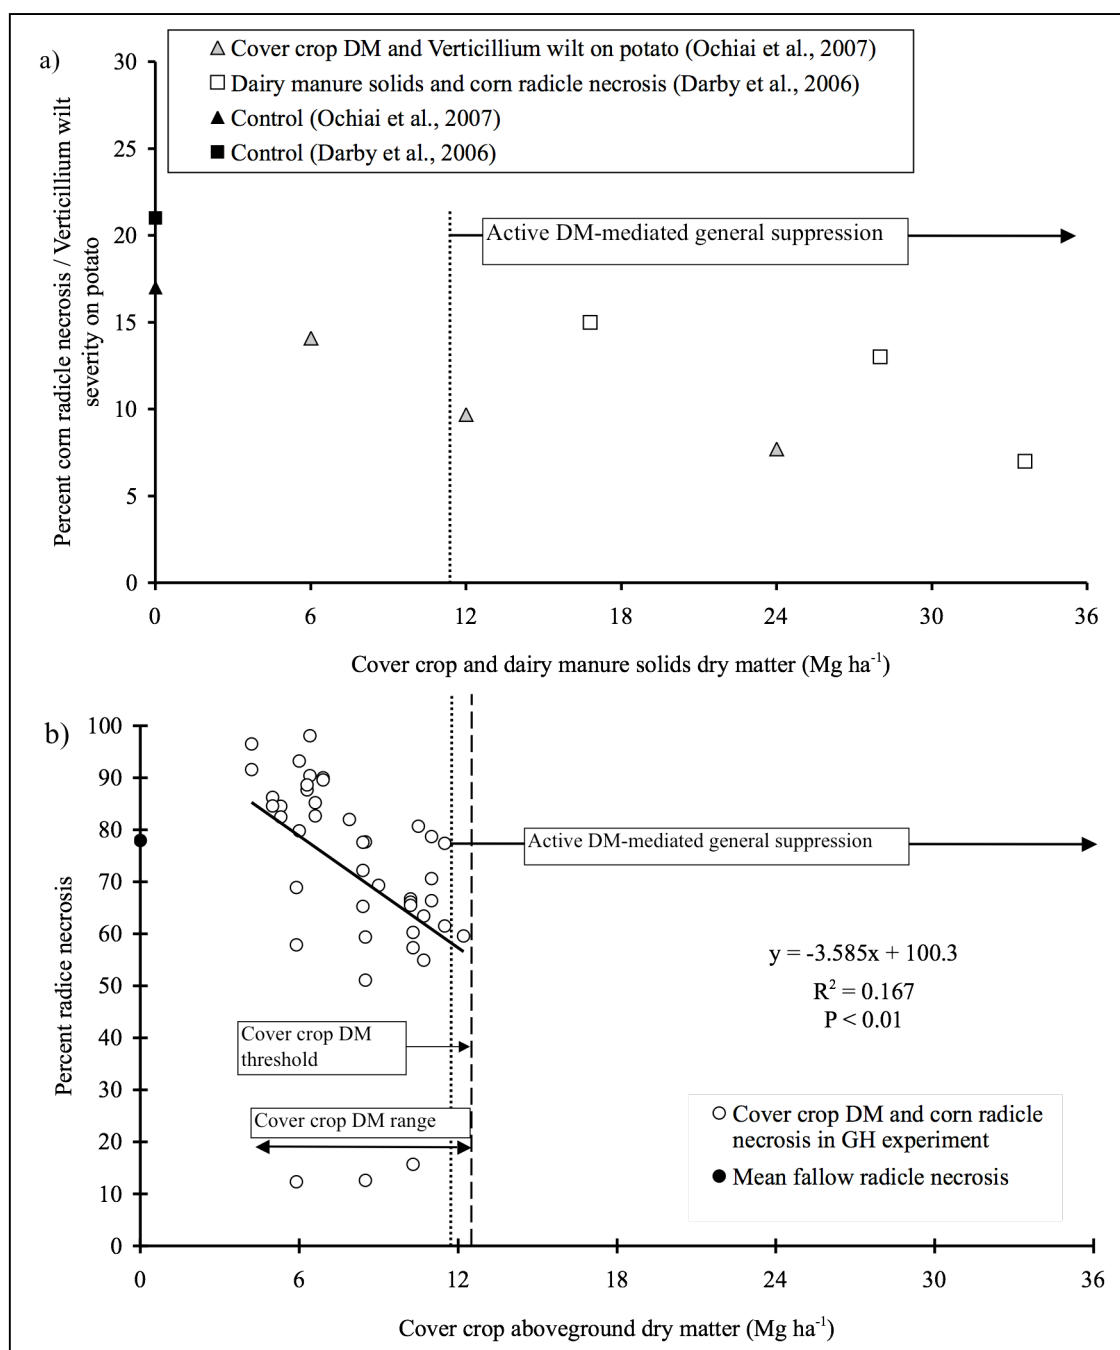 a)
Cover crop DM and Verticillium wilt on potato (Ochiai et al., 2007)
Dairy manure solids and corn radicle necrosis (Darby et al., 2006)
Control (Ochiai et al., 2007)
Control (Darby et al., 2006)
Percent corn radicle necrosis / Verticillium wilt
severity on potato
30
25
20
15
10
5
0
Active DM-mediated general suppression
0 6 12 18 24 30 36
Cover crop and dairy manure solids dry matter (Mg ha⁻¹)
b)
Percent radice necrosis
100
90
80
70
60
50
40
30
20
10
0
Active DM-mediated general suppression
y = -3.585x + 100.3
R² = 0.167
P < 0.01
Cover crop DM
threshold
Cover crop DM range
Cover crop DM and corn radicle
necrosis in GH experiment
Mean fallow radicle necrosis
0 6 12 18 24 30 36
Cover crop aboveground dry matter (Mg ha⁻¹)